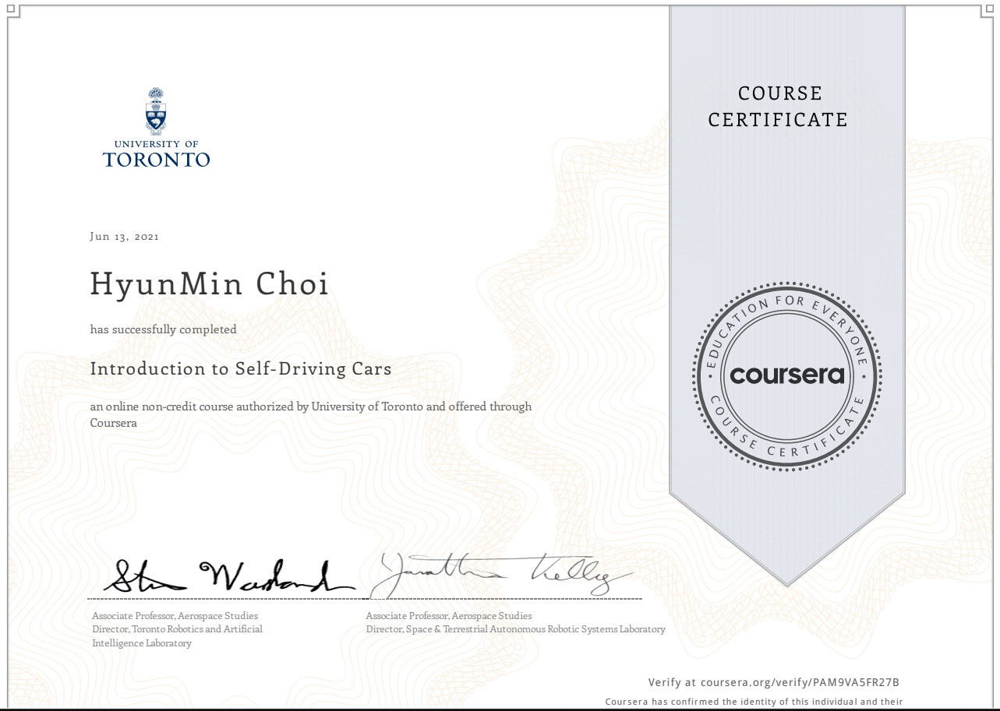 COURSE
CERTIFICATE
UNIVERSITY OF
TORONTO
Jun 13, 2021
HyunMin Choi
has successfully completed
Introduction to Self-Driving Cars
an online non-credit course authorized by University of Toronto and offered through
Coursera
EDUCATION FOR EVERYONE
coursera
COURSE CERTIFICATE
Associate Professor, Aerospace Studies
Director, Toronto Robotics and Artificial
Intelligence Laboratory
Associate Professor, Aerospace Studies
Director, Space & Terrestrial Autonomous Robotic Systems Laboratory
Verify at coursera.org/verify/PAM9VA5FR27B
Coursera has confirmed the identity of this individual and their